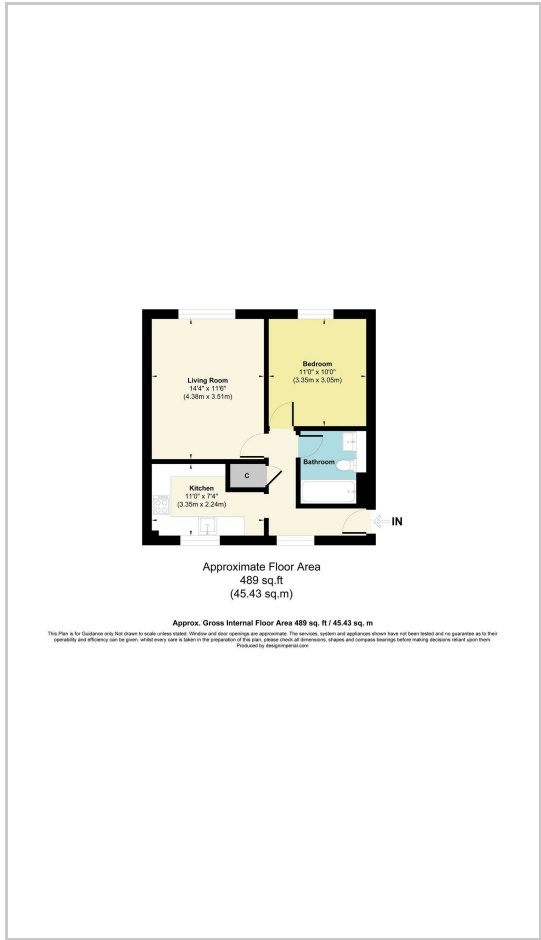 Living Room
14'4" x 11'6"
(4.38m x 3.51m)
Bedroom
11'0" x 10'0"
(3.35m x 3.05m)
Bathroom
C
Kitchen
11'0" x 7'4"
(3.35m x 2.24m)
IN
Approximate Floor Area
489 sq.ft
(45.43 sq.m)
Approx. Gross Internal Floor Area 489 sq. ft / 45.43 sq. m
This Plan is for Guidance only.Not drawn to scale unless stated. Window and door openings are approximate. The services, system and appliances shown have not been tested and no guarantee as to their
operability and efficiency can be given. whilst every care is taken in the preparation of this plan, please check all dimensions, shapes and compass bearings before making decisions reliant upon them.
Produced by designimperial.com